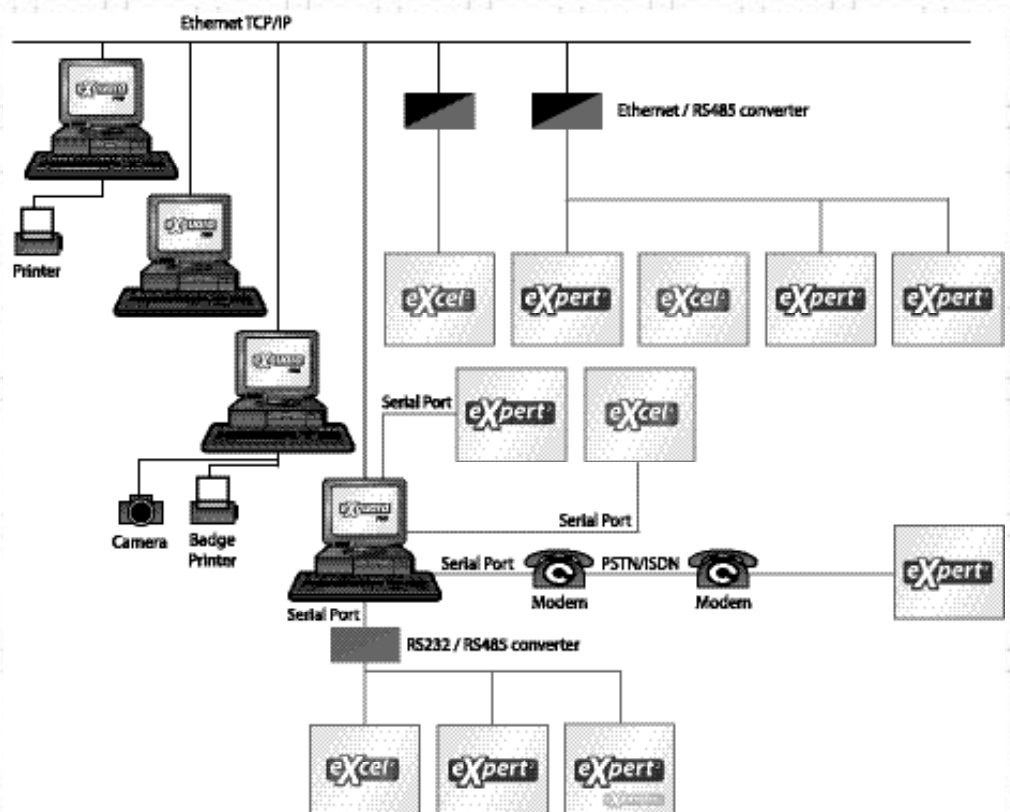 Ethernet TCP/IP
Ethernet / RS485 converter
Printer
eXcel
eXpert
eXcel
eXpert
eXpert
Serial Port
eXpert
eXcel
Camera
Badge
Printer
Serial Port
Serial Port
PSTN/ISDN
Modem
Modem
eXpert
Serial Port
RS232 / RS485 converter
eXcel
eXpert
eXpert